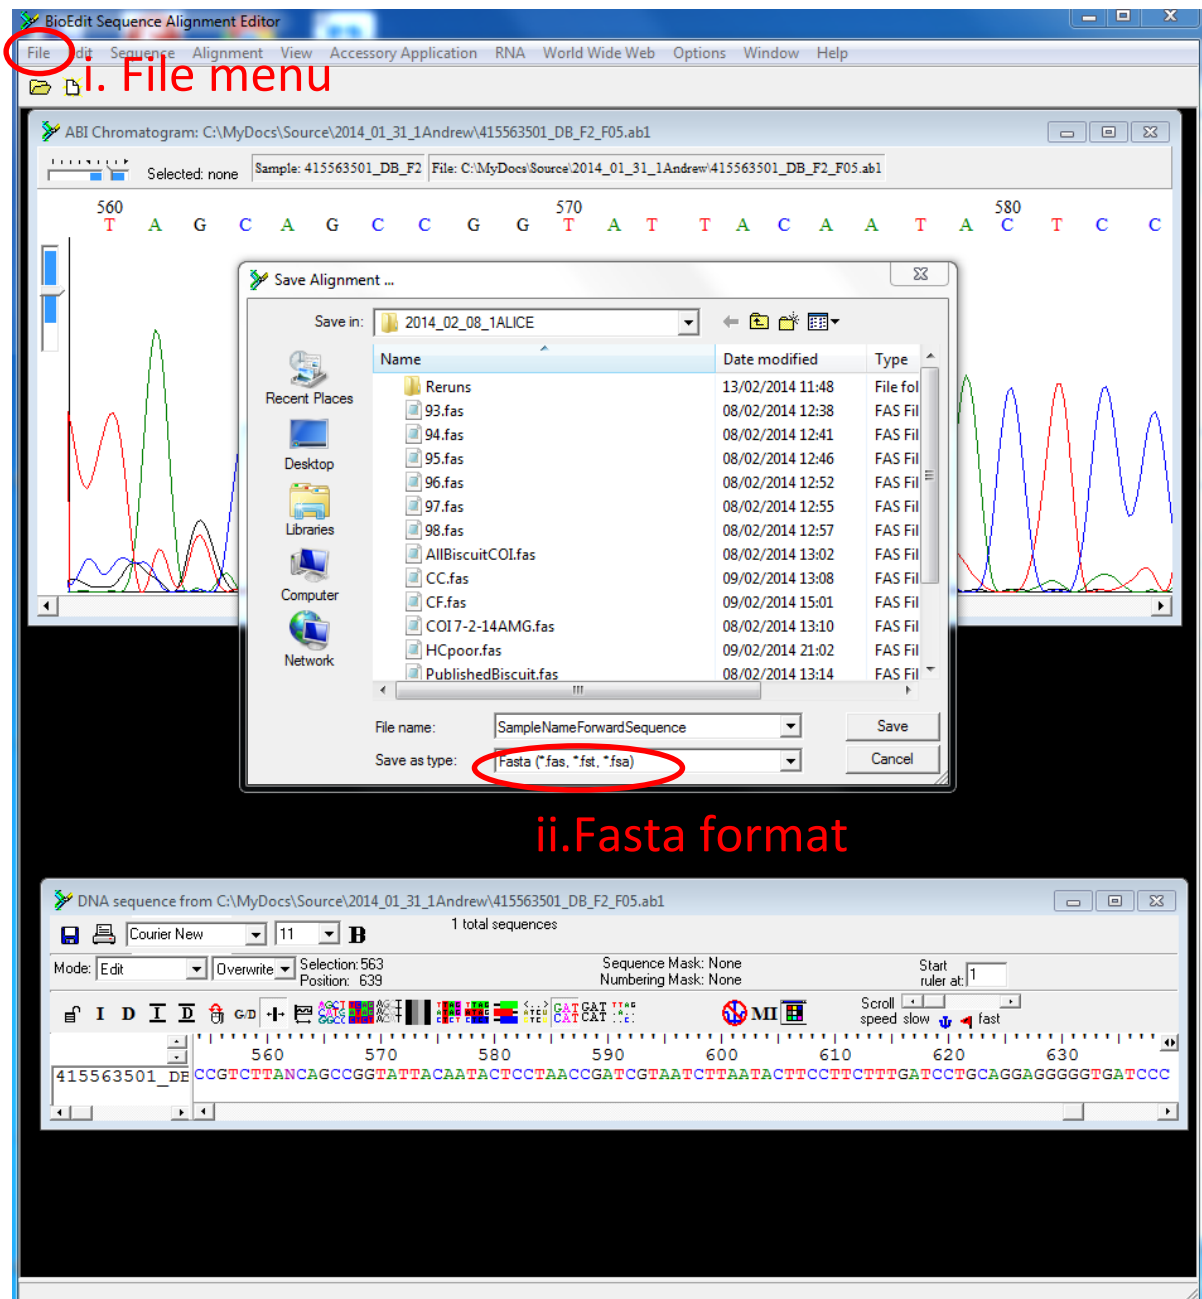 BioEdit Sequence Alignment Editor
File Edit Sequence Alignment View Accessory Application RNA World Wide Web Options Window Help
i. File menu
ABI Chromatogram: C:\MyDocs\Source\2014_01_31_1Andrew\415563501_DB_F2_F05.ab1
Selected: none Sample: 415563501_DB_F2 File: C:\MyDocs\Source\2014_01_31_1Andrew\415563501_DB_F2_F05.ab1
560 570 580
T A G C A G C C G G T A T T A C A A T A C T C C
Save Alignment ...
Save in: 2014_02_08_1ALICE
Name Date modified Type
Reruns 13/02/2014 11:48 File fol
93.fas 08/02/2014 12:38 FAS Fil
94.fas 08/02/2014 12:41 FAS Fil
95.fas 08/02/2014 12:46 FAS Fil
96.fas 08/02/2014 12:52 FAS Fil
97.fas 08/02/2014 12:55 FAS Fil
98.fas 08/02/2014 12:57 FAS Fil
AllBiscuitCOI.fas 08/02/2014 13:02 FAS Fil
CC.fas 09/02/2014 13:08 FAS Fil
CF.fas 09/02/2014 15:01 FAS Fil
COI7-2-14AMG.fas 08/02/2014 13:10 FAS Fil
HCpoor.fas 09/02/2014 21:02 FAS Fil
PublishedBiscuit.fas 08/02/2014 13:14 FAS Fil
Recent Places
Desktop
Libraries
Computer
Network
File name: SampleNameForwardSequence Save
Save as type: Fasta (*.fas, *.fst, *.fsa) Cancel
ii.Fasta format
DNA sequence from C:\MyDocs\Source\2014_01_31_1Andrew\415563501_DB_F2_F05.ab1
Courier New 11 B 1 total sequences
Mode: Edit Overwrite Selection: 563 Sequence Mask: None Start
Position: 639 Numbering Mask: None ruler at: 1
I D I D G/D MI Scroll
speed slow fast
560 570 580 590 600 610 620 630
415563501_DB CCGTCTTANCAGCCGGTATTACAATACTCCTAACCGATCGTAATCTTAATACTTCCTTCTTTGATCCTGCAGGAGGGGGTGATCCC